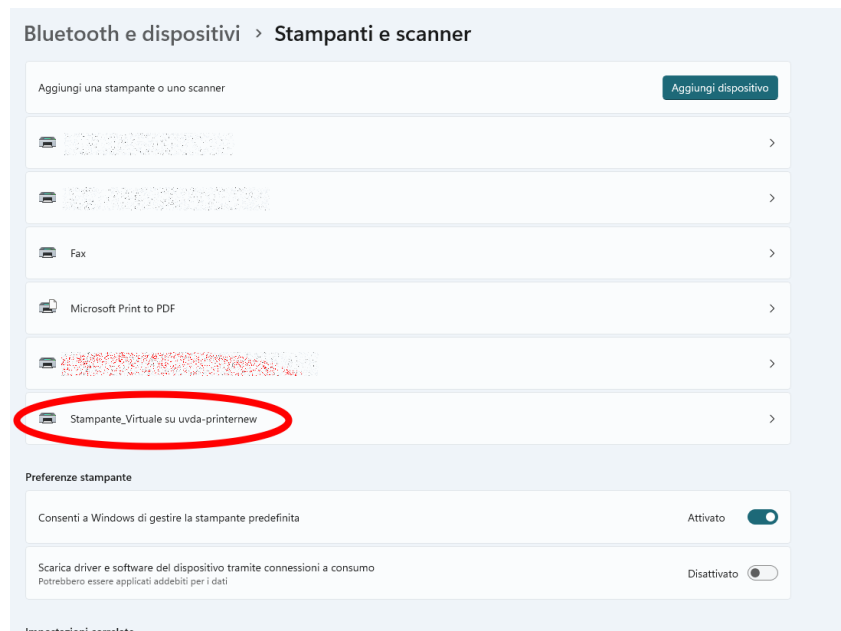 Bluetooth e dispositivi > Stampanti e scanner
Aggiungi una stampante o uno scanner
Aggiungi dispositivo
Fax
Microsoft Print to PDF
Stampante_Virtuale su uvda-printernew
Preferenze stampante
Consenti a Windows di gestire la stampante predefinita
Attivato
Scarica driver e software del dispositivo tramite connessioni a consumo
Potrebbero essere applicati addebiti per i dati
Disattivato